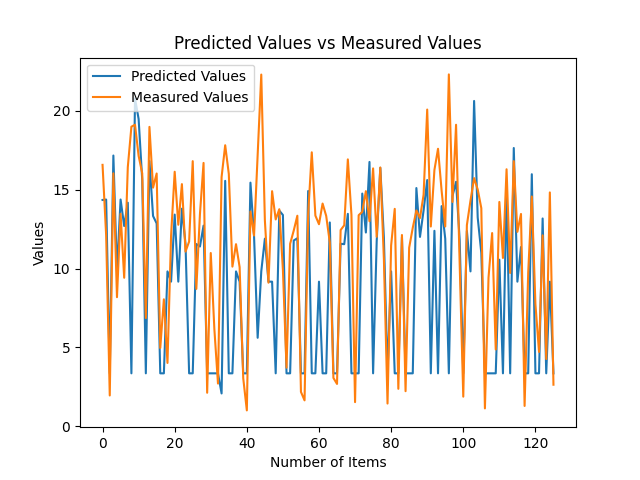 Predicted Values vs Measured Values
Predicted Values
Measured Values
Values
20
15
10
5
0
0 20 40 60 80 100 120
Number of Items